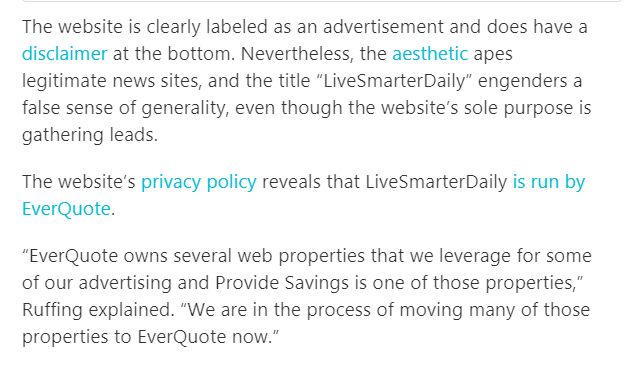 The website is clearly labeled as an advertisement and does have a
disclaimer at the bottom. Nevertheless, the aesthetic apes
legitimate news sites, and the title “LiveSmarterDaily” engenders a
false sense of generality, even though the website’s sole purpose is
gathering leads.
The website’s privacy policy reveals that LiveSmarterDaily is run by
EverQuote.
“EverQuote owns several web properties that we leverage for some
of our advertising and Provide Savings is one of those properties,”
Ruffing explained. “We are in the process of moving many of those
properties to EverQuote now.”